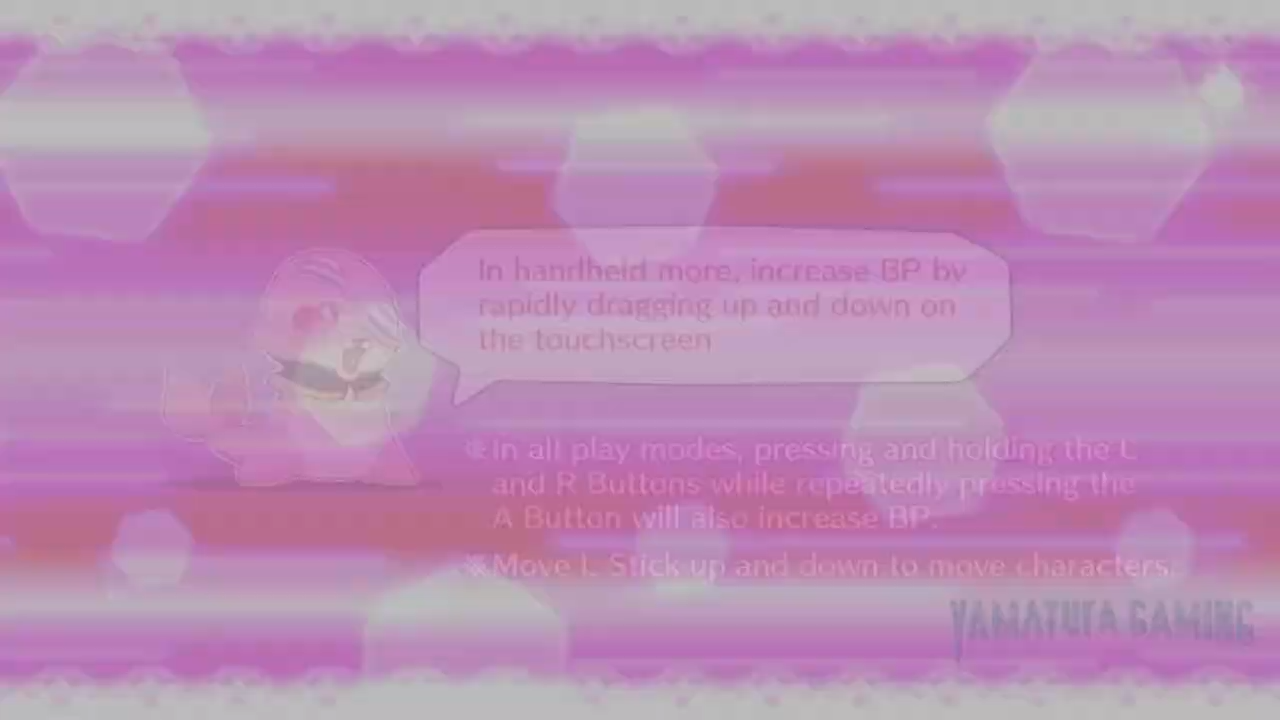 In handheld more, increase BP by
rapidly dragging up and down on
the touchscreen
※In all play modes, pressing and holding the L
and R Buttons while repeatedly pressing the
A Button will also increase BP.
※Move L Stick up and down to move characters.
YAMATUFA GAMING